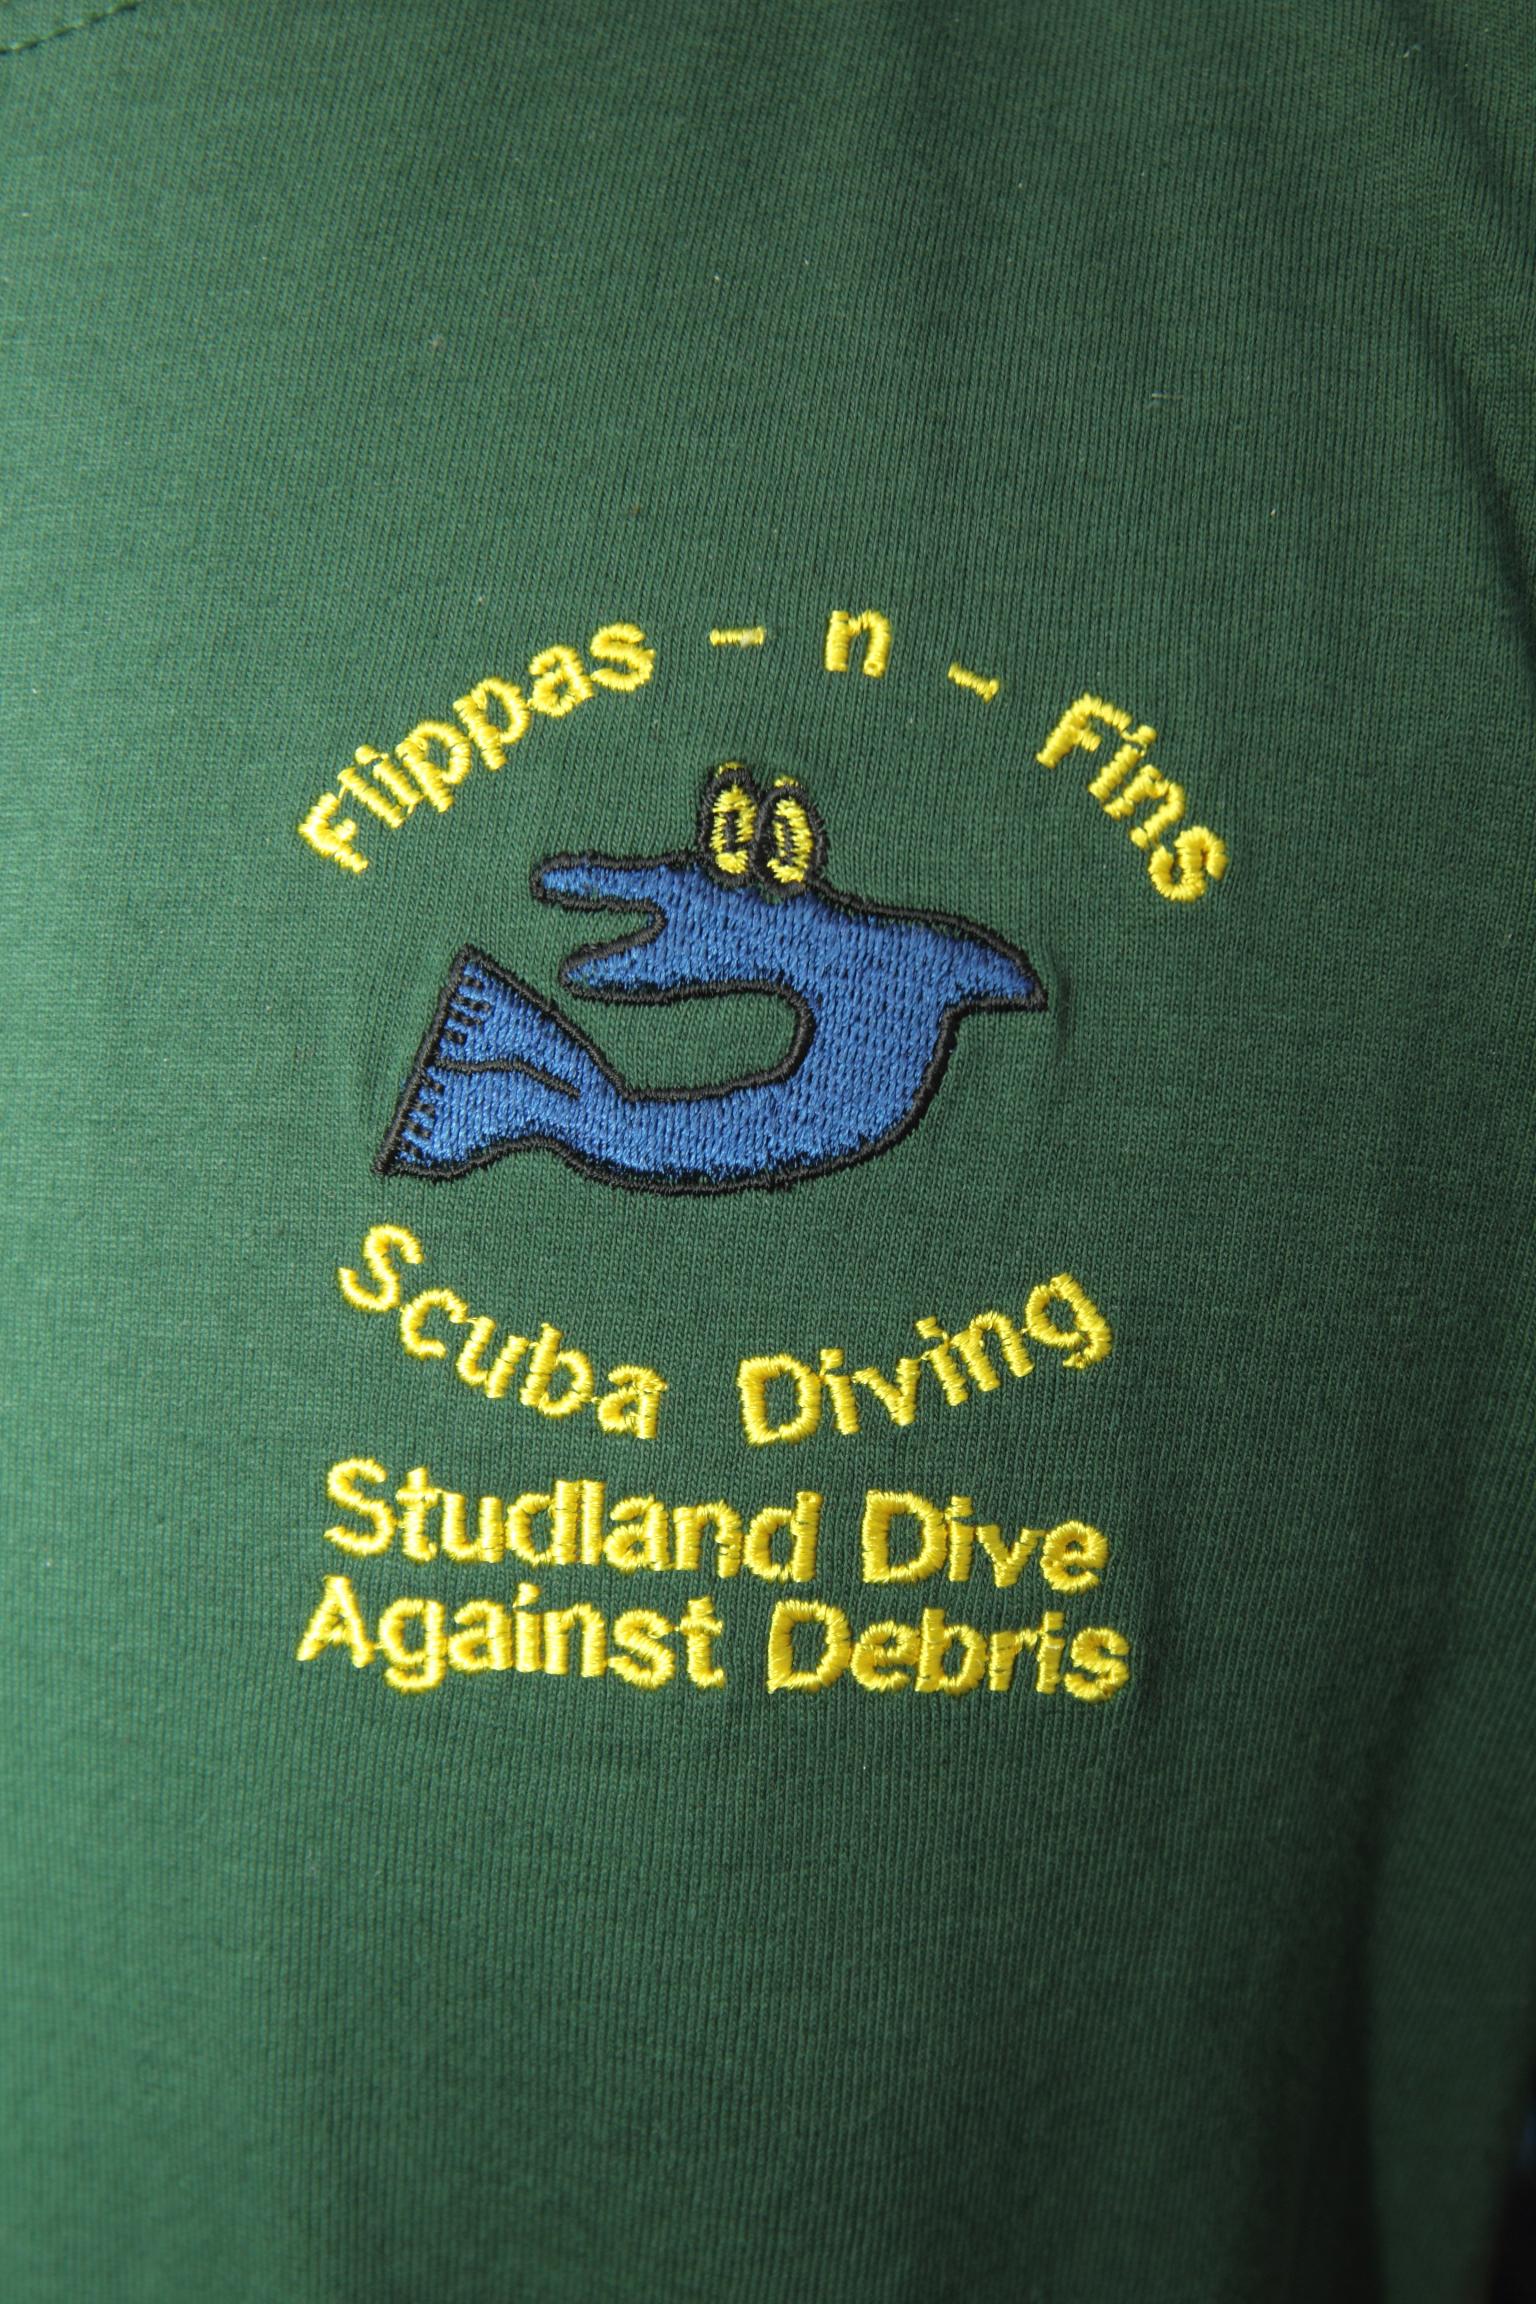 Flippas - n - Fins
Scuba Diving
Studland Dive
Against Debris